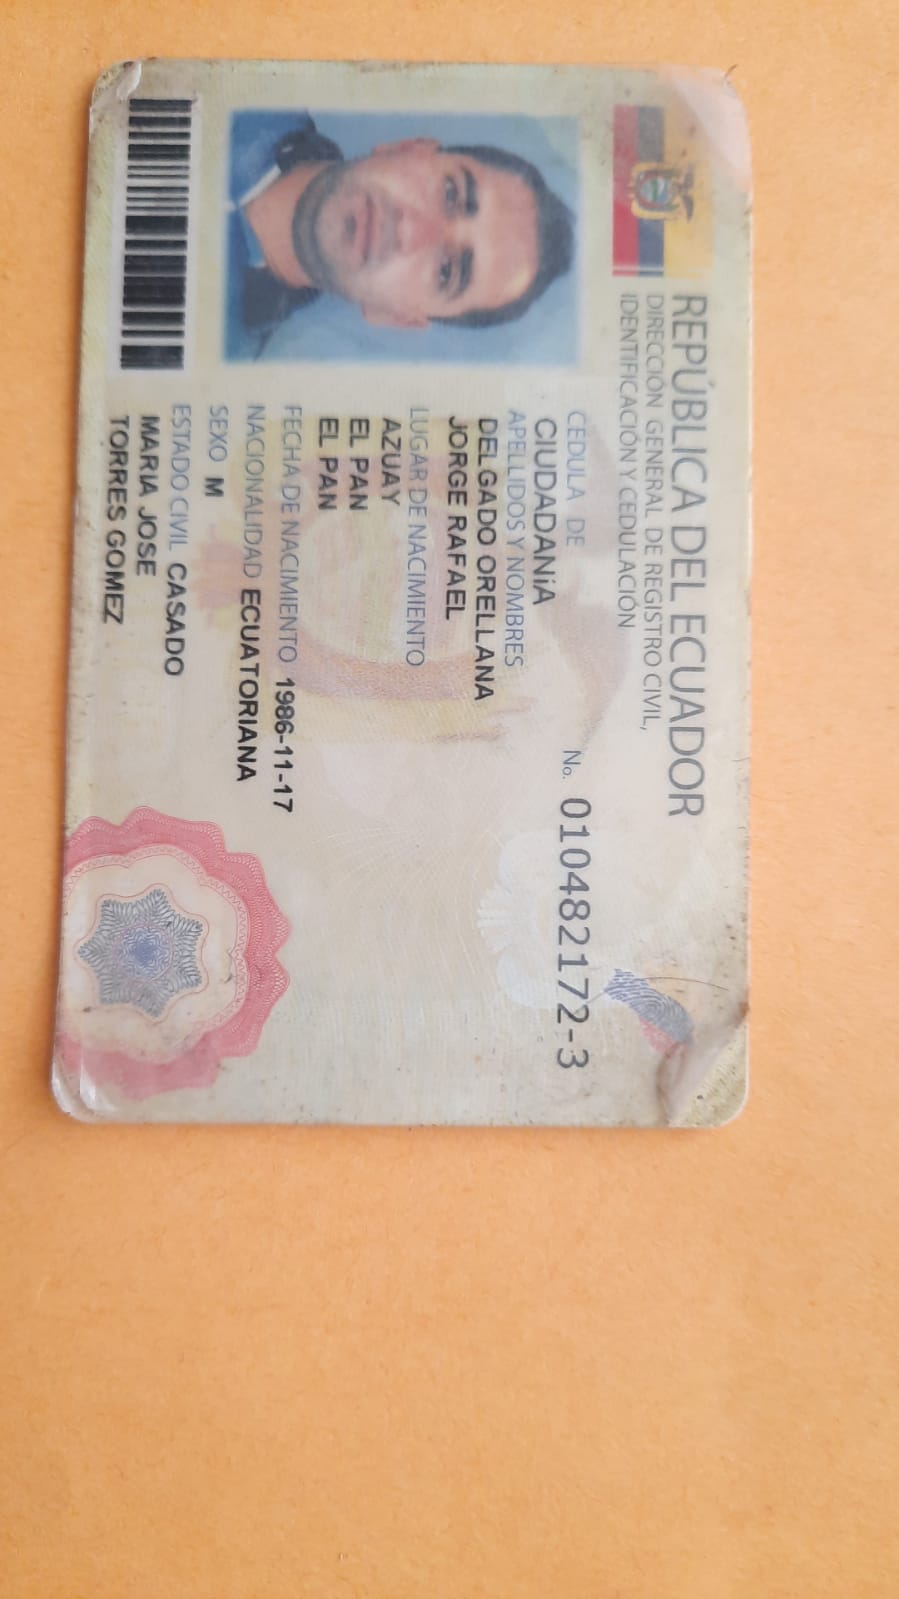 REPÚBLICA DEL ECUADOR
DIRECCIÓN GENERAL DE REGISTRO CIVIL,
IDENTIFICACIÓN Y CEDULACIÓN
CÉDULA DE No. 010482172-3
CIUDADANíA
APELLIDOS Y NOMBRES
DELGADO ORELLANA
JORGE RAFAEL
LUGAR DE NACIMIENTO
AZUAY
EL PAN
EL PAN
FECHA DE NACIMIENTO 1986-11-17
NACIONALIDAD ECUATORIANA
SEXO M
ESTADO CIVIL CASADO
MARIA JOSE
TORRES GOMEZ